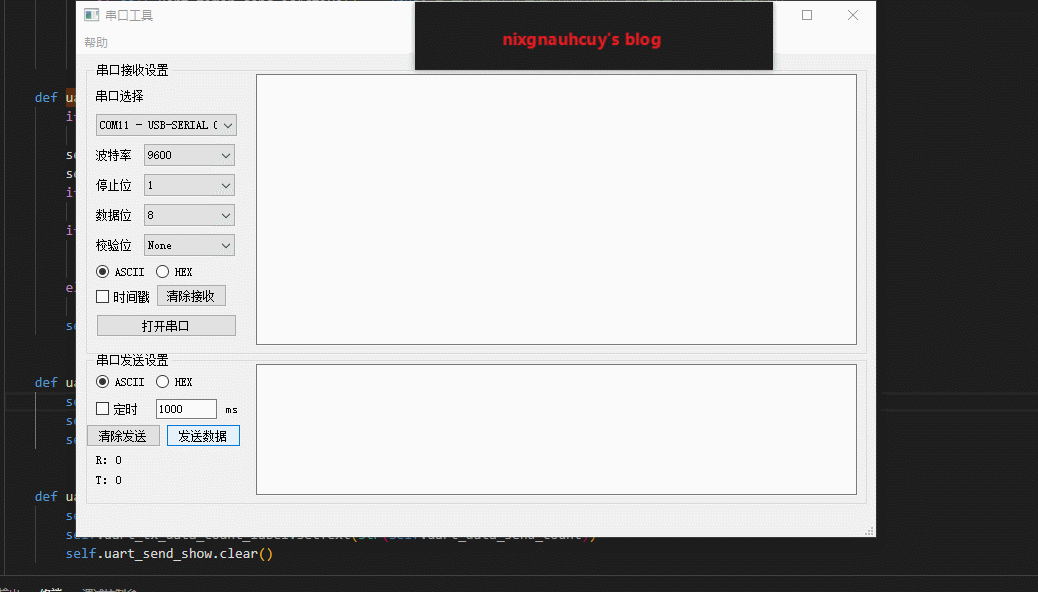 串口工具
nixgnauhcuy's blog
帮助
串口接收设置
串口选择
COM11 - USB-SERIAL
波特率 9600
停止位 1
数据位 8
校验位 None
ASCII HEX
时间戳 清除接收
打开串口
串口发送设置
ASCII HEX
定时 1000 ms
清除发送 发送数据
R: 0
T: 0
def
def
def
self.uart_send_show.clear()
终端